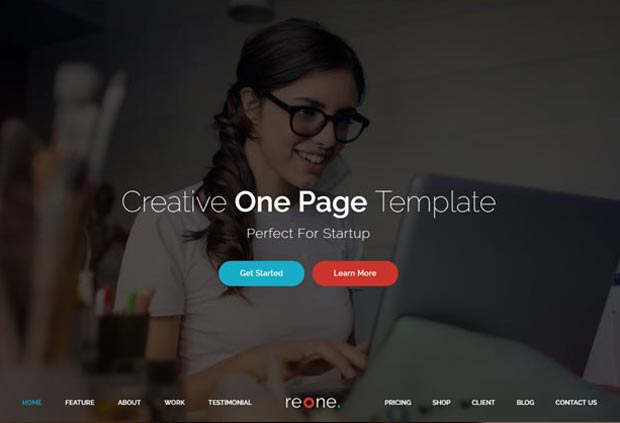 Creative One Page Template
Perfect For Startup
Get Started Learn More
HOME FEATURE ABOUT WORK TESTIMONIAL reone. PRICING SHOP CLIENT BLOG CONTACT US